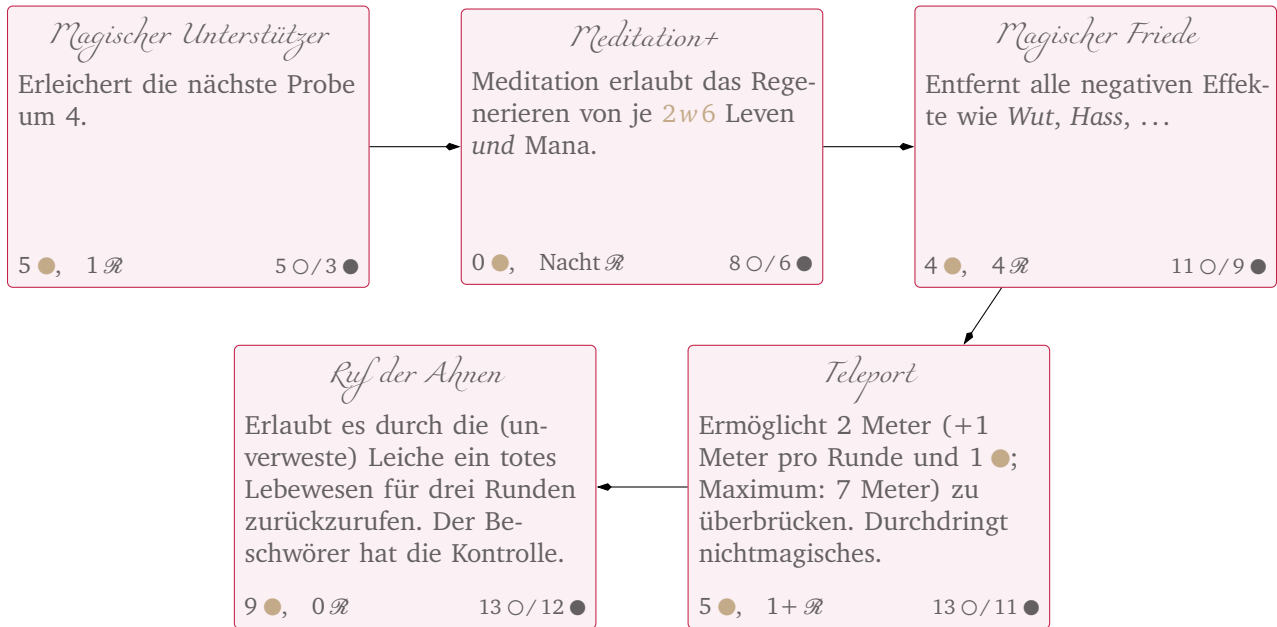 Magischer Unterstützer
Erleichert die nächste Probe
um 4.
5 ●, 1 ℛ 5 ○/3 ●
Meditation+
Meditation erlaubt das Rege-
nerieren von je 2w6 Leven
und Mana.
0 ●, Nacht ℛ 8 ○/6 ●
Magischer Friede
Entfernt alle negativen Effek-
te wie Wut, Hass, …
4 ●, 4 ℛ 11 ○/9 ●
Ruf der Ahnen
Erlaubt es durch die (un-
verweste) Leiche ein totes
Lebewesen für drei Runden
zurückzurufen. Der Be-
schwörer hat die Kontrolle.
9 ●, 0 ℛ 13 ○/12 ●
Teleport
Ermöglicht 2 Meter (+1
Meter pro Runde und 1 ●;
Maximum: 7 Meter) zu
überbrücken. Durchdringt
nichtmagisches.
5 ●, 1+ ℛ 13 ○/11 ●